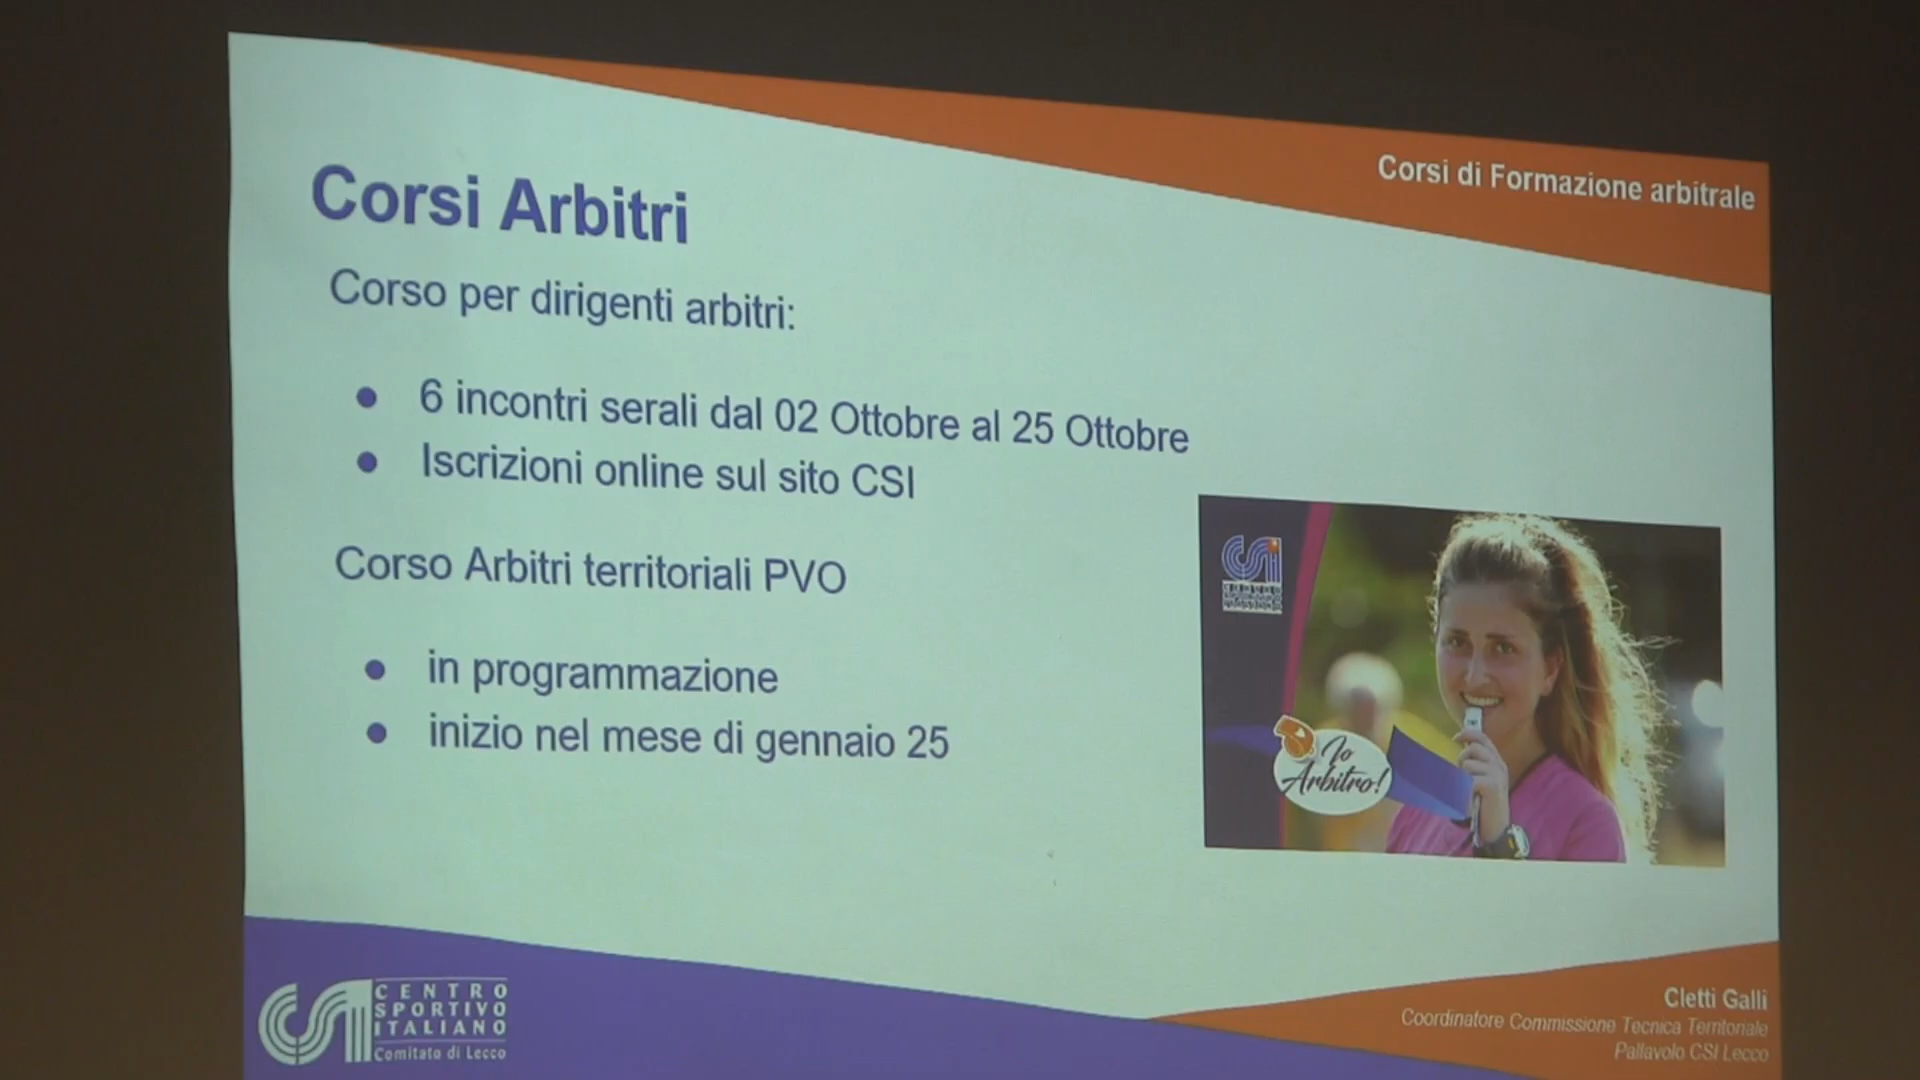 Corsi di Formazione arbitrale
Corsi Arbitri
Corso per dirigenti arbitri:
6 incontri serali dal 02 Ottobre al 25 Ottobre
Iscrizioni online sul sito CSI
Corso Arbitri territoriali PVO
in programmazione
inizio nel mese di gennaio 25
Io
Arbitro!
CENTRO
SPORTIVO
ITALIANO
Comitato di Lecco
Cletti Galli
Coordinatore Commissione Tecnica Territoriale
Pallavolo CSI Lecco